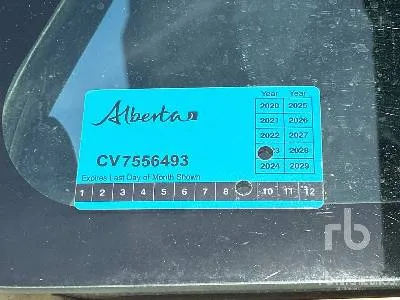 Alberta
Year Year
2020 2025
2021 2026
2022 2027
2028
2024 2029
CV7556493
Expires Last Day of Month Shown
1 2 3 4 5 6 7 8 10 11 12
rb